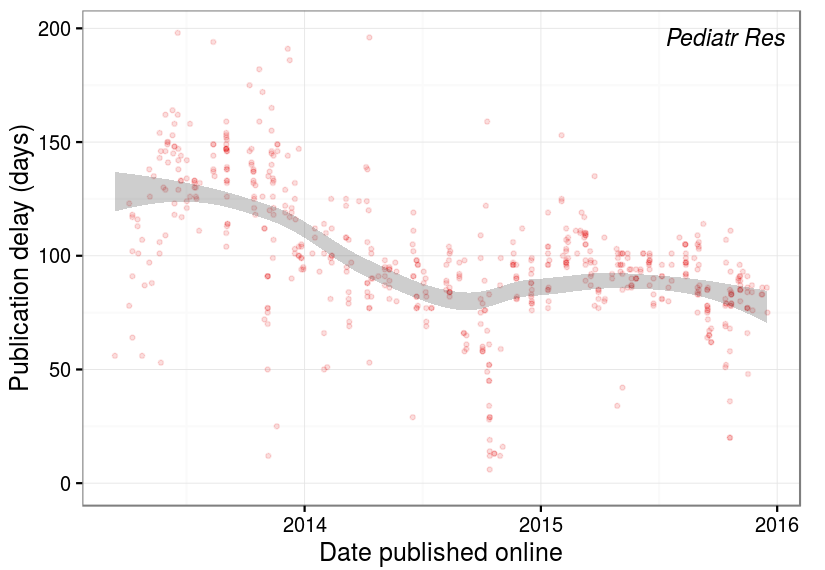 Pediatr Res
Publication delay (days)
200
150
100
50
0
2014
2015
2016
Date published online